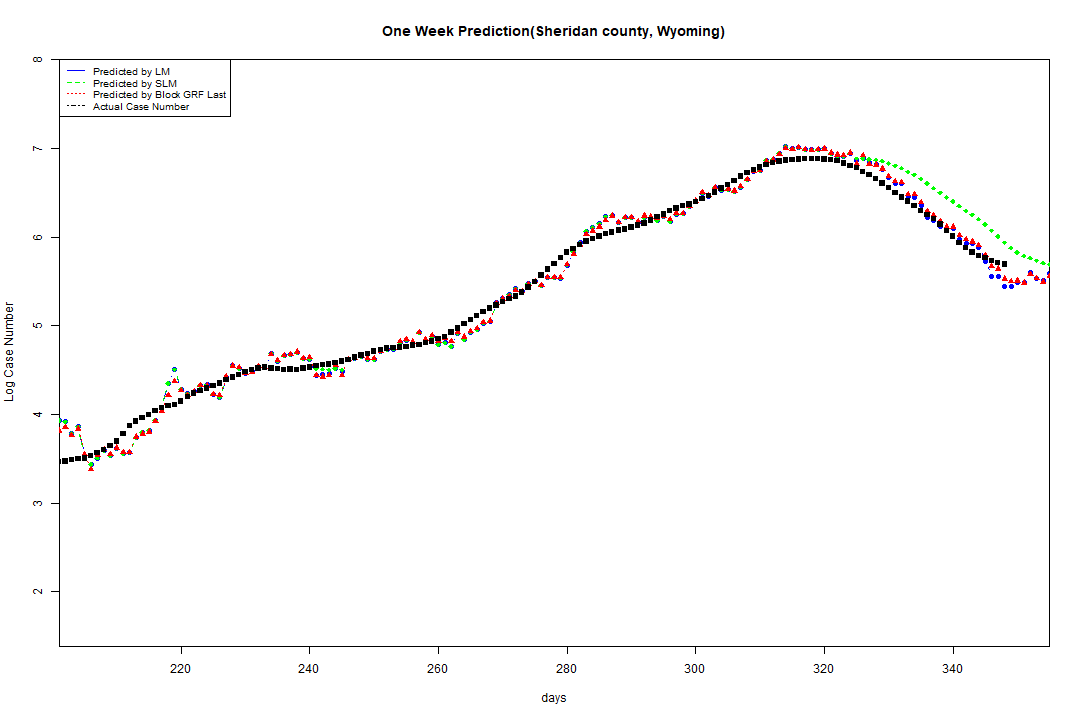 One Week Prediction(Sheridan county, Wyoming)
Predicted by LM
Predicted by SLM
Predicted by Block GRF Last
Actual Case Number
8
7
6
5
4
3
2
Log Case Number
220 240 260 280 300 320 340
days